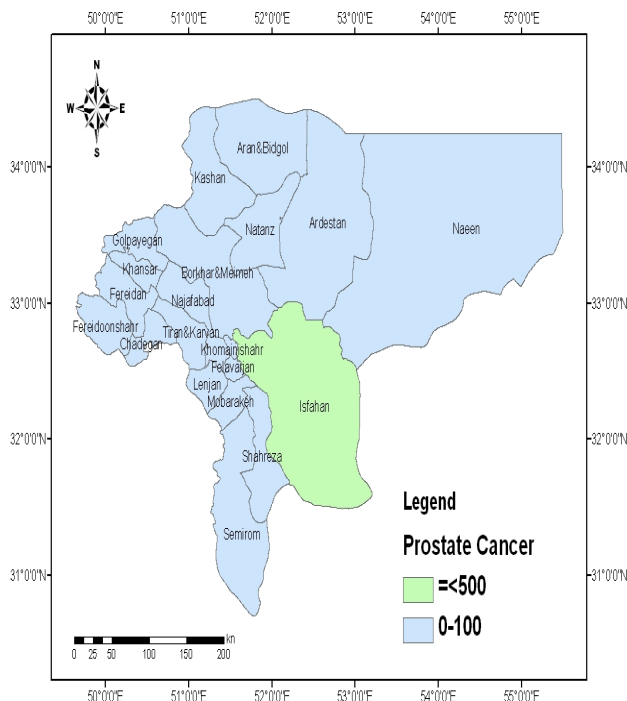 50°0'0"E 51°0'0"E 52°0'0"E 53°0'0"E 54°0'0"E 55°0'0"E
N
W E
S
34°0'0"N 34°0'0"N
33°0'0"N 33°0'0"N
32°0'0"N 32°0'0"N
31°0'0"N 31°0'0"N
Aran&Bidgol
Kashan
Natanz
Ardestan
Naeen
Golpayegan
Khansar
Borkhar&Meimeh
Fereidan
Najafabad
Fereidoonshahr
Tiran&Karvan
Chadegan
Khomajnishahr
Felavarjan
Lenjan
Mobarakeh
Isfahan
Shahreza
Semirom
Legend
Prostate Cancer
=<500
0-100
kn
0 25 50 100 150 200
50°0'0"E 51°0'0"E 52°0'0"E 53°0'0"E 54°0'0"E 55°0'0"E